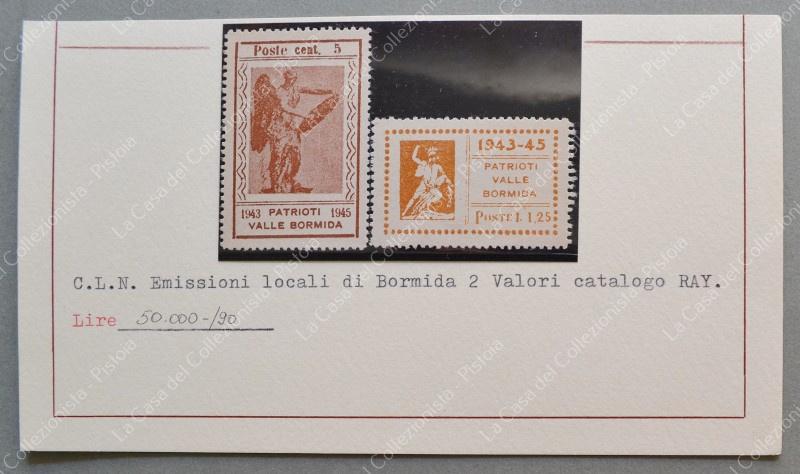 Poste cent. 5
1943 PATRIOTI 1945
VALLE BORMIDA
1943-45
PATRIOTI
VALLE
BORMIDA
POSTE L. 1,25
C.L.N. Emissioni locali di Bormida 2 Valori catalogo RAY.
Lire 50.000-/90
La Casa del Collezionista - Pistoia